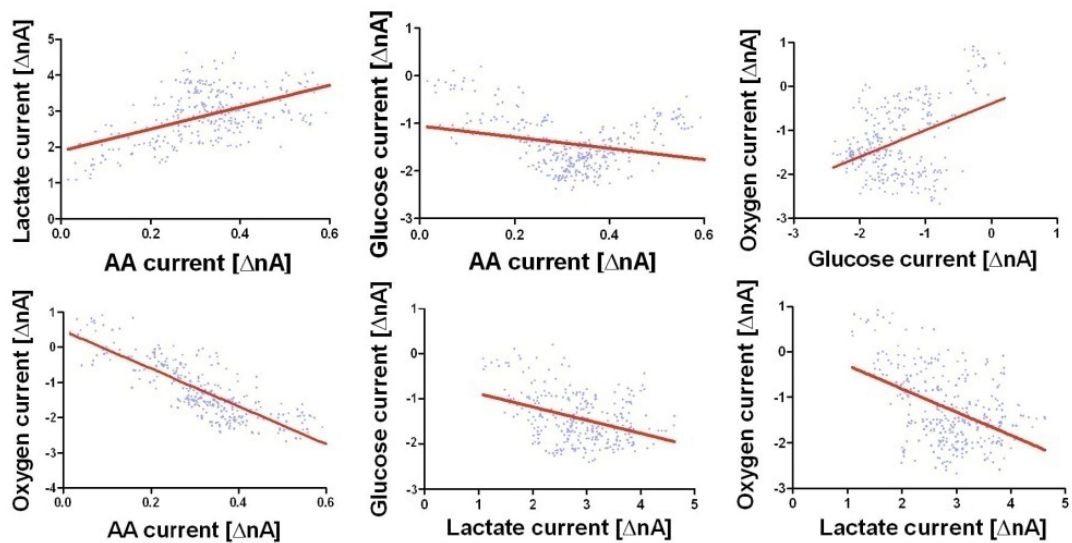 Lactate current [ΔnA]
5
4
3
2
1
0
0.0 0.2 0.4 0.6
AA current [ΔnA]
Glucose current [ΔnA]
1
0
-1
-2
-3
0.0 0.2 0.4 0.6
AA current [ΔnA]
Oxygen current [ΔnA]
1
0
-1
-2
-3
-3 -2 -1 0 1
Glucose current [ΔnA]
Oxygen current [ΔnA]
1
0
-1
-2
-3
-4
0.0 0.2 0.4 0.6
AA current [ΔnA]
Glucose current [ΔnA]
1
0
-1
-2
-3
0 1 2 3 4 5
Lactate current [ΔnA]
Oxygen current [ΔnA]
1
0
-1
-2
-3
0 1 2 3 4 5
Lactate current [ΔnA]